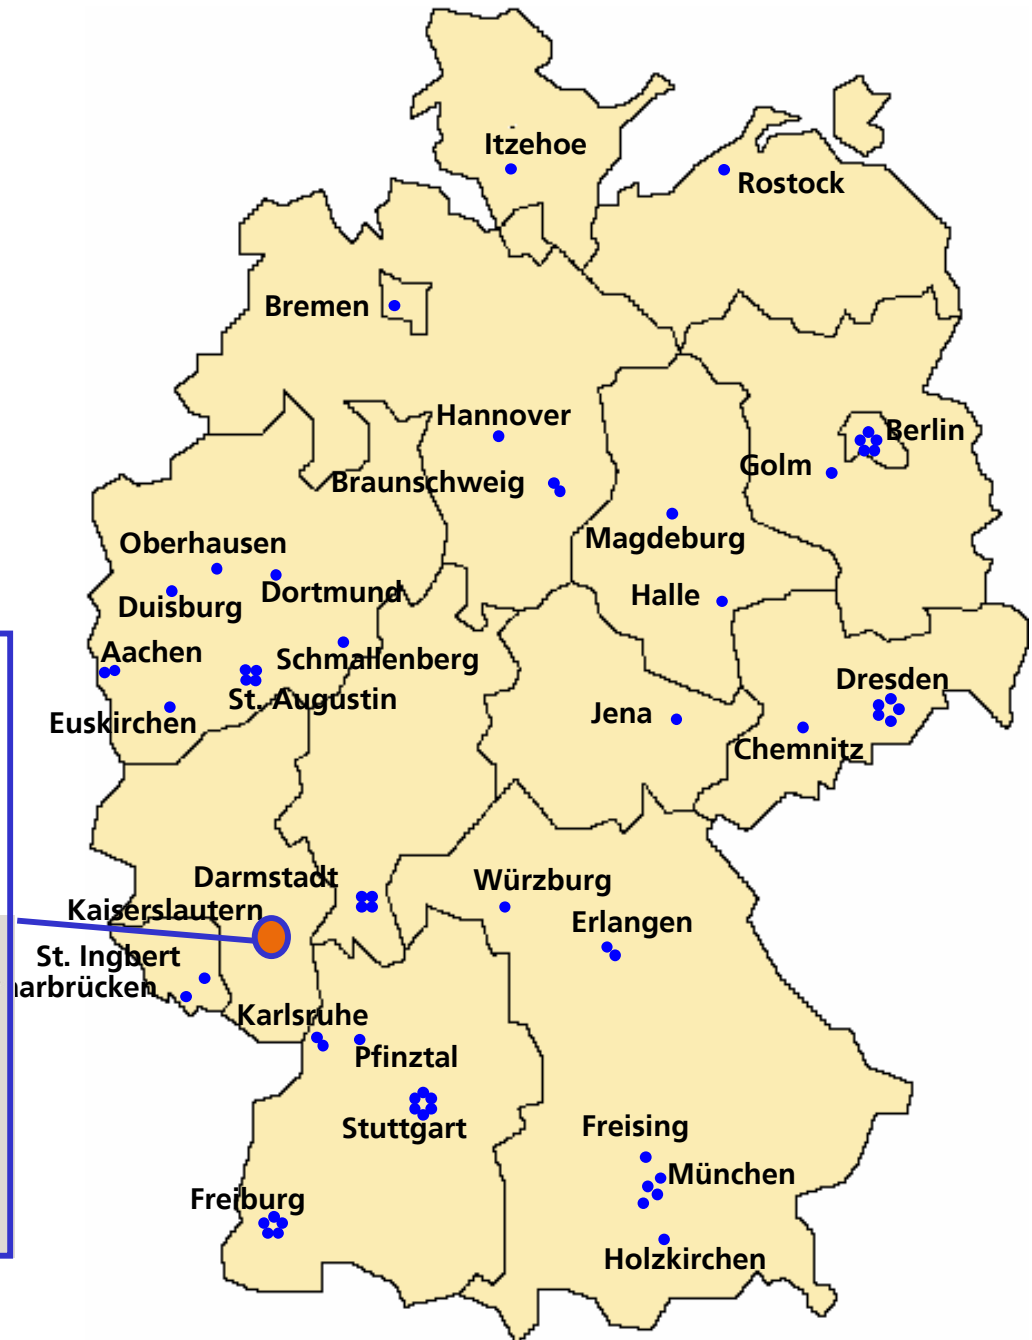 Itzehoe
Rostock
Bremen
Hannover
Berlin
Golm
Braunschweig
Magdeburg
Oberhausen
Dortmund
Halle
Duisburg
Aachen
Schmallenberg
Dresden
St. Augustin
Jena
Euskirchen
Chemnitz
Darmstadt
Würzburg
Kaiserslautern
Erlangen
St. Ingbert
arbrücken
Karlsruhe
Pfinztal
Stuttgart
Freising
München
Freiburg
Holzkirchen